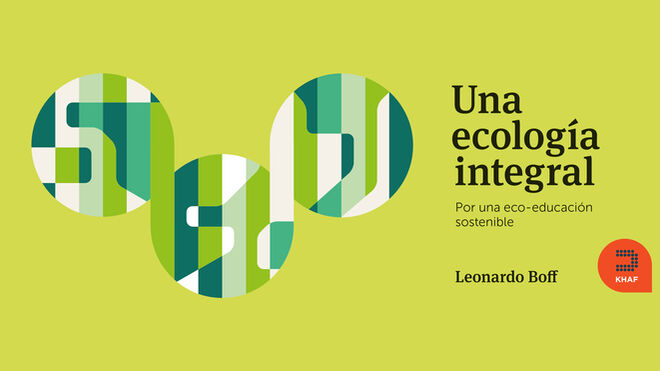 Una
ecología
integral
Por una eco-educación
sostenible
Leonardo Boff
KHAF